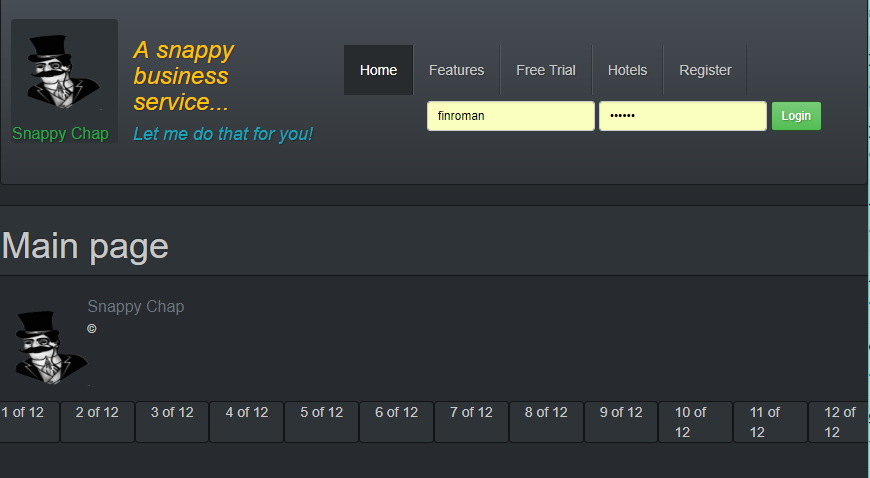 A snappy
business
service...
Let me do that for you!
Snappy Chap
Home Features Free Trial Hotels Register
finroman •••••• Login
Main page
Snappy Chap
©
1 of 12 2 of 12 3 of 12 4 of 12 5 of 12 6 of 12 7 of 12 8 of 12 9 of 12 10 of 11 of 12 of
12 12 12